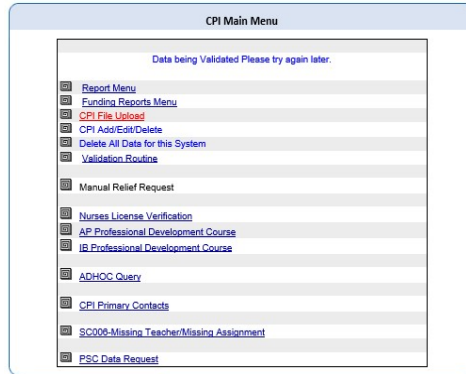 CPI Main Menu
Data being Validated Please try again later.
Report Menu
Funding Reports Menu
CPI File Upload
CPI Add/Edit/Delete
Delete All Data for this System
Validation Routine
Manual Relief Request
Nurses License Verification
AP Professional Development Course
IB Professional Development Course
ADHOC Query
CPI Primary Contacts
SC006-Missing Teacher/Missing Assignment
PSC Data Request